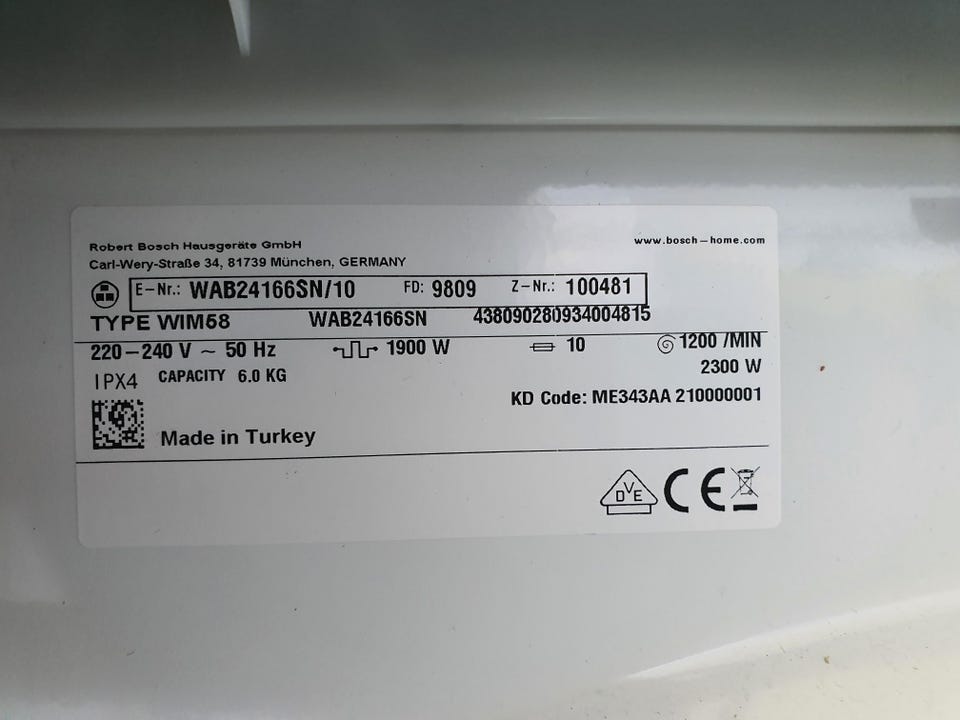 Robert Bosch Hausgeräte GmbH
www.bosch-home.com
Carl-Wery-Straße 34, 81739 München, GERMANY
E-Nr.: WAB24166SN/10 FD: 9809 Z-Nr.: 100481
TYPE WIM58 WAB24166SN 438090280934004815
220-240 V ~ 50 Hz 1900 W 10 1200 /MIN
2300 W
IPX4 CAPACITY 6.0 KG
KD Code: ME343AA 210000001
Made in Turkey
DVE CE